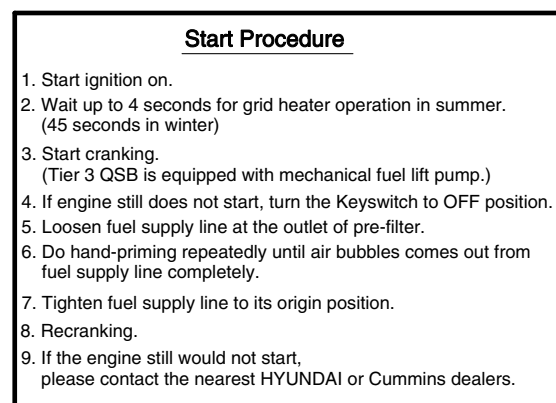 Start Procedure
1. Start ignition on.
2. Wait up to 4 seconds for grid heater operation in summer.
(45 seconds in winter)
3. Start cranking.
(Tier 3 QSB is equipped with mechanical fuel lift pump.)
4. If engine still does not start, turn the Keyswitch to OFF position.
5. Loosen fuel supply line at the outlet of pre-filter.
6. Do hand-priming repeatedly until air bubbles comes out from
fuel supply line completely.
7. Tighten fuel supply line to its origin position.
8. Recranking.
9. If the engine still would not start,
please contact the nearest HYUNDAI or Cummins dealers.